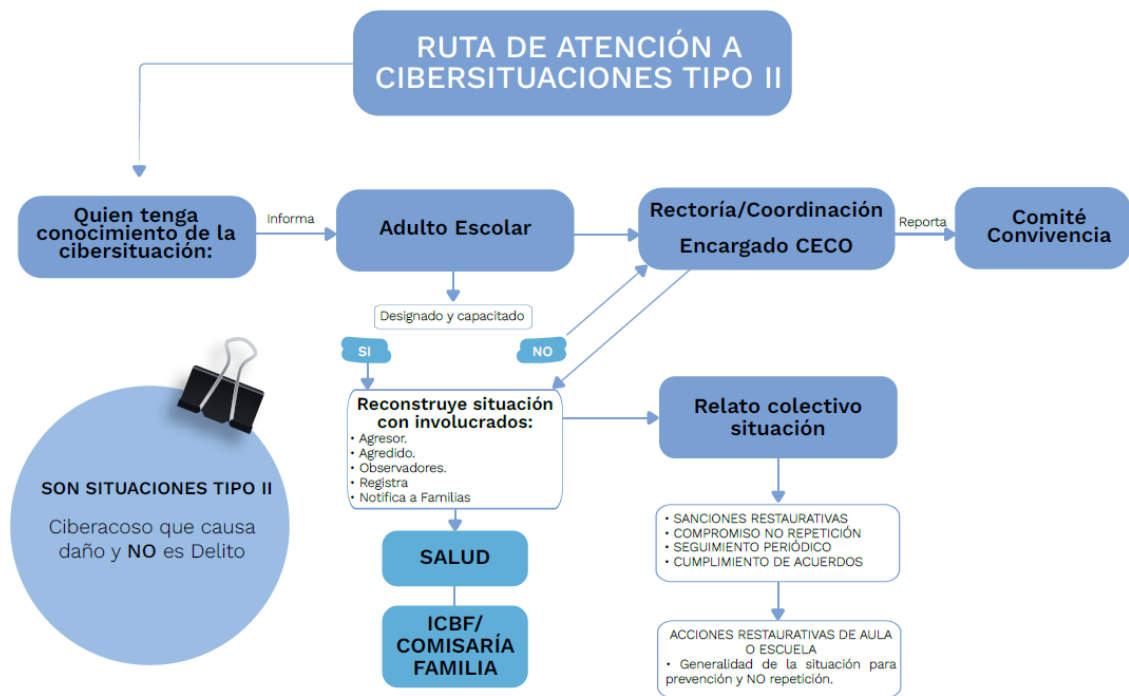 RUTA DE ATENCIÓN A
CIBERSITUACIONES TIPO II
Quien tenga
conocimiento de la
cibersituación:
Informa
Adulto Escolar
Rectoría/Coordinación
Encargado CECO
Reporta
Comité
Convivencia
Designado y capacitado
SI
NO
Reconstruye situación
con involucrados:
• Agresor.
• Agredido.
• Observadores.
• Registra
• Notifica a Familias
Relato colectivo
situación
SON SITUACIONES TIPO II
Ciberacoso que causa
daño y NO es Delito
SALUD
ICBF/
COMISARÍA
FAMILIA
• SANCIONES RESTAURATIVAS
• COMPROMISO NO REPETICIÓN
• SEGUIMIENTO PERIÓDICO
• CUMPLIMIENTO DE ACUERDOS
ACCIONES RESTAURATIVAS DE AULA
O ESCUELA
• Generalidad de la situación para
prevención y NO repetición.